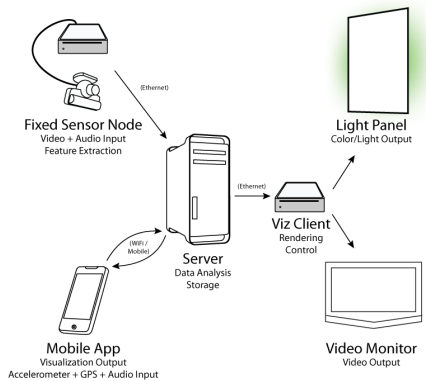 (Ethernet)
Fixed Sensor Node
Video + Audio Input
Feature Extraction
Light Panel
Color/Light Output
(Ethernet)
Viz Client
Rendering
Control
(WiFi /
Mobile)
Server
Data Analysis
Storage
Mobile App
Visualization Output
Accelerometer + GPS + Audio Input
Video Monitor
Video Output